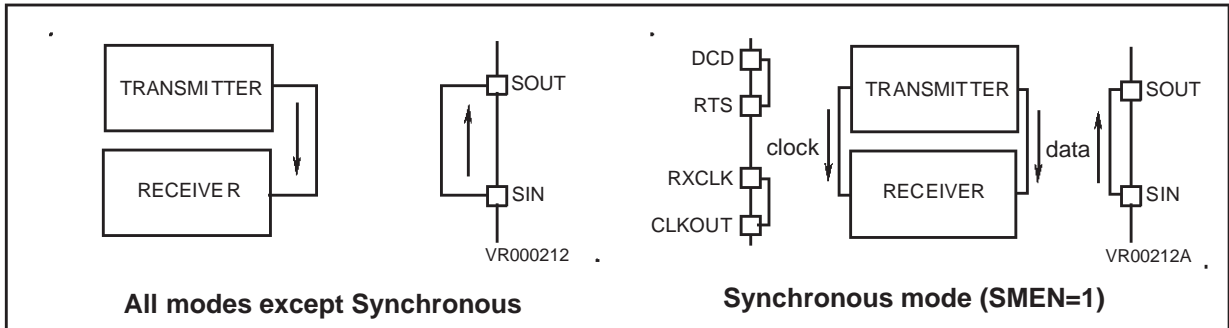 TRANSMITTER
RECEIVER
SOUT
SIN
VR000212
All modes except Synchronous
DCD
RTS
RXCLK
CLKOUT
clock
TRANSMITTER
RECEIVER
data
SOUT
SIN
VR00212A
Synchronous mode (SMEN=1)